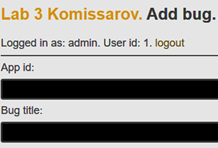 Lab 3 Komissarov. Add bug.
Logged in as: admin. User id: 1. logout
App id:
Bug title: